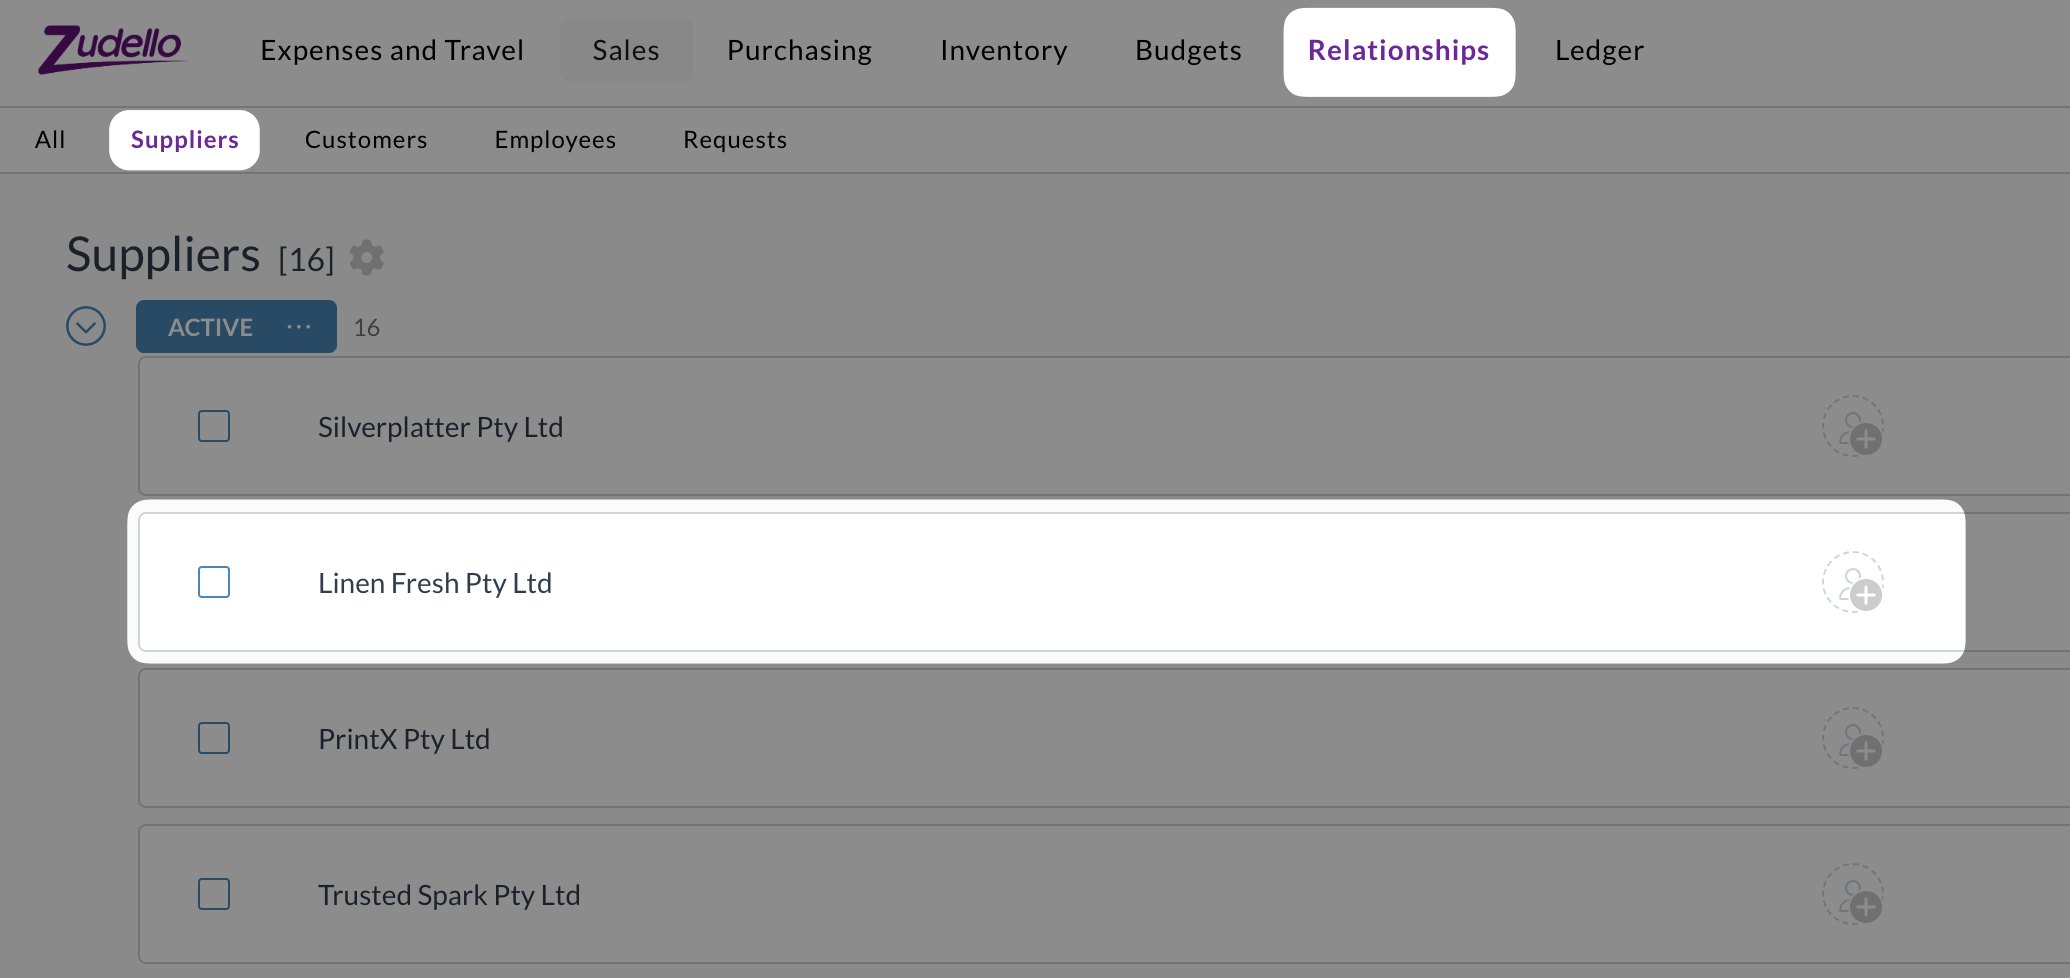 Zudello Expenses and Travel Sales Purchasing Inventory Budgets Relationships Ledger
All Suppliers Customers Employees Requests
Suppliers [16]
ACTIVE ... 16
Silverplatter Pty Ltd
Linen Fresh Pty Ltd
PrintX Pty Ltd
Trusted Spark Pty Ltd